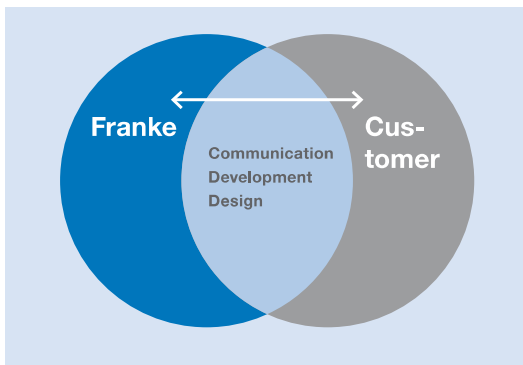 Franke
Cus-
tomer
Communication
Development
Design